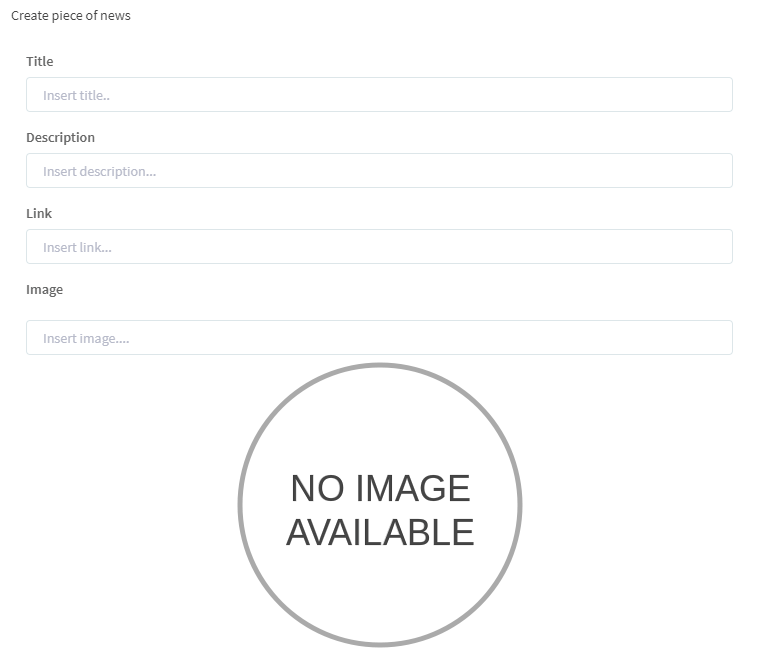 Create piece of news
Title
Insert title..
Description
Insert description...
Link
Insert link...
Image
Insert image....
NO IMAGE
AVAILABLE